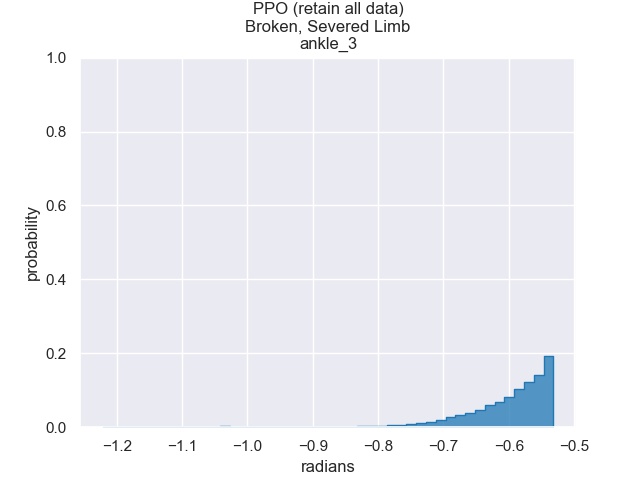 PPO (retain all data)
Broken, Severed Limb
ankle_3
1.0
0.8
0.6
0.4
0.2
0.0
probability
−1.2 −1.1 −1.0 −0.9 −0.8 −0.7 −0.6 −0.5
radians